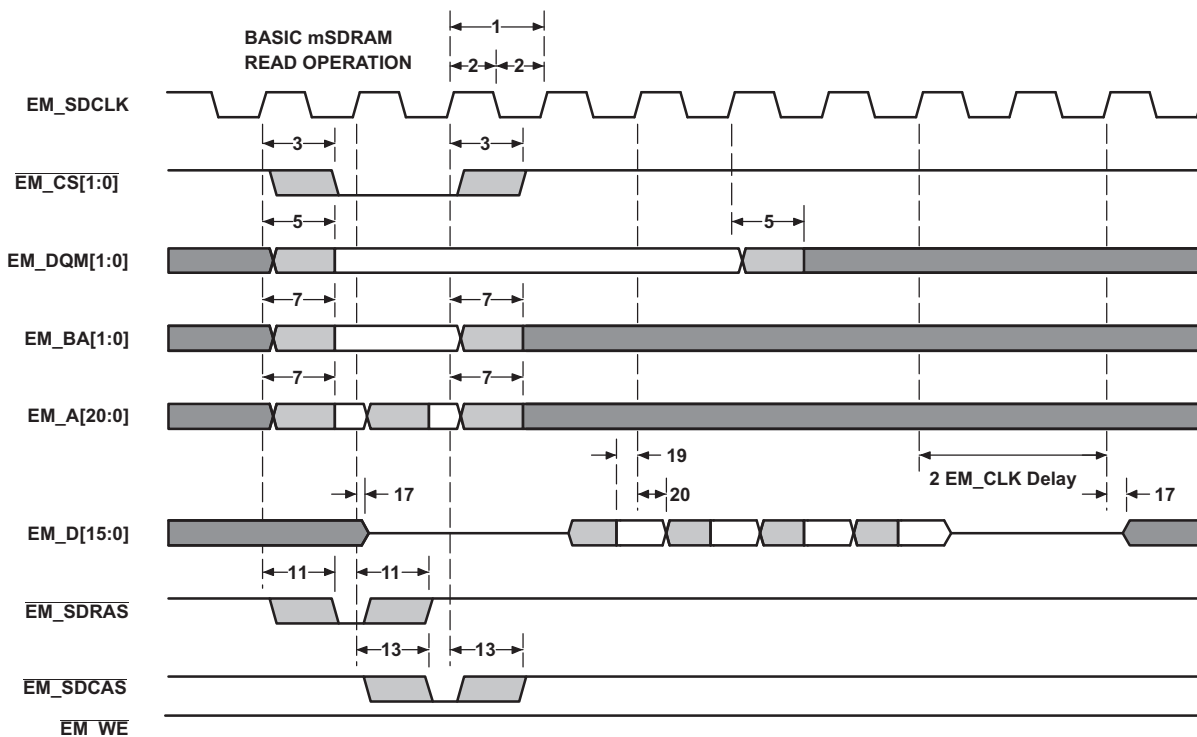 1
BASIC mSDRAM
READ OPERATION
2 2
EM_SDCLK
3 3
EM_CS[1:0]
5 5
EM_DQM[1:0]
7 7
EM_BA[1:0]
7 7
EM_A[20:0]
19
2 EM_CLK Delay
17 20 17
EM_D[15:0]
11 11
EM_SDRAS
13 13
EM_SDCAS
EM_WE